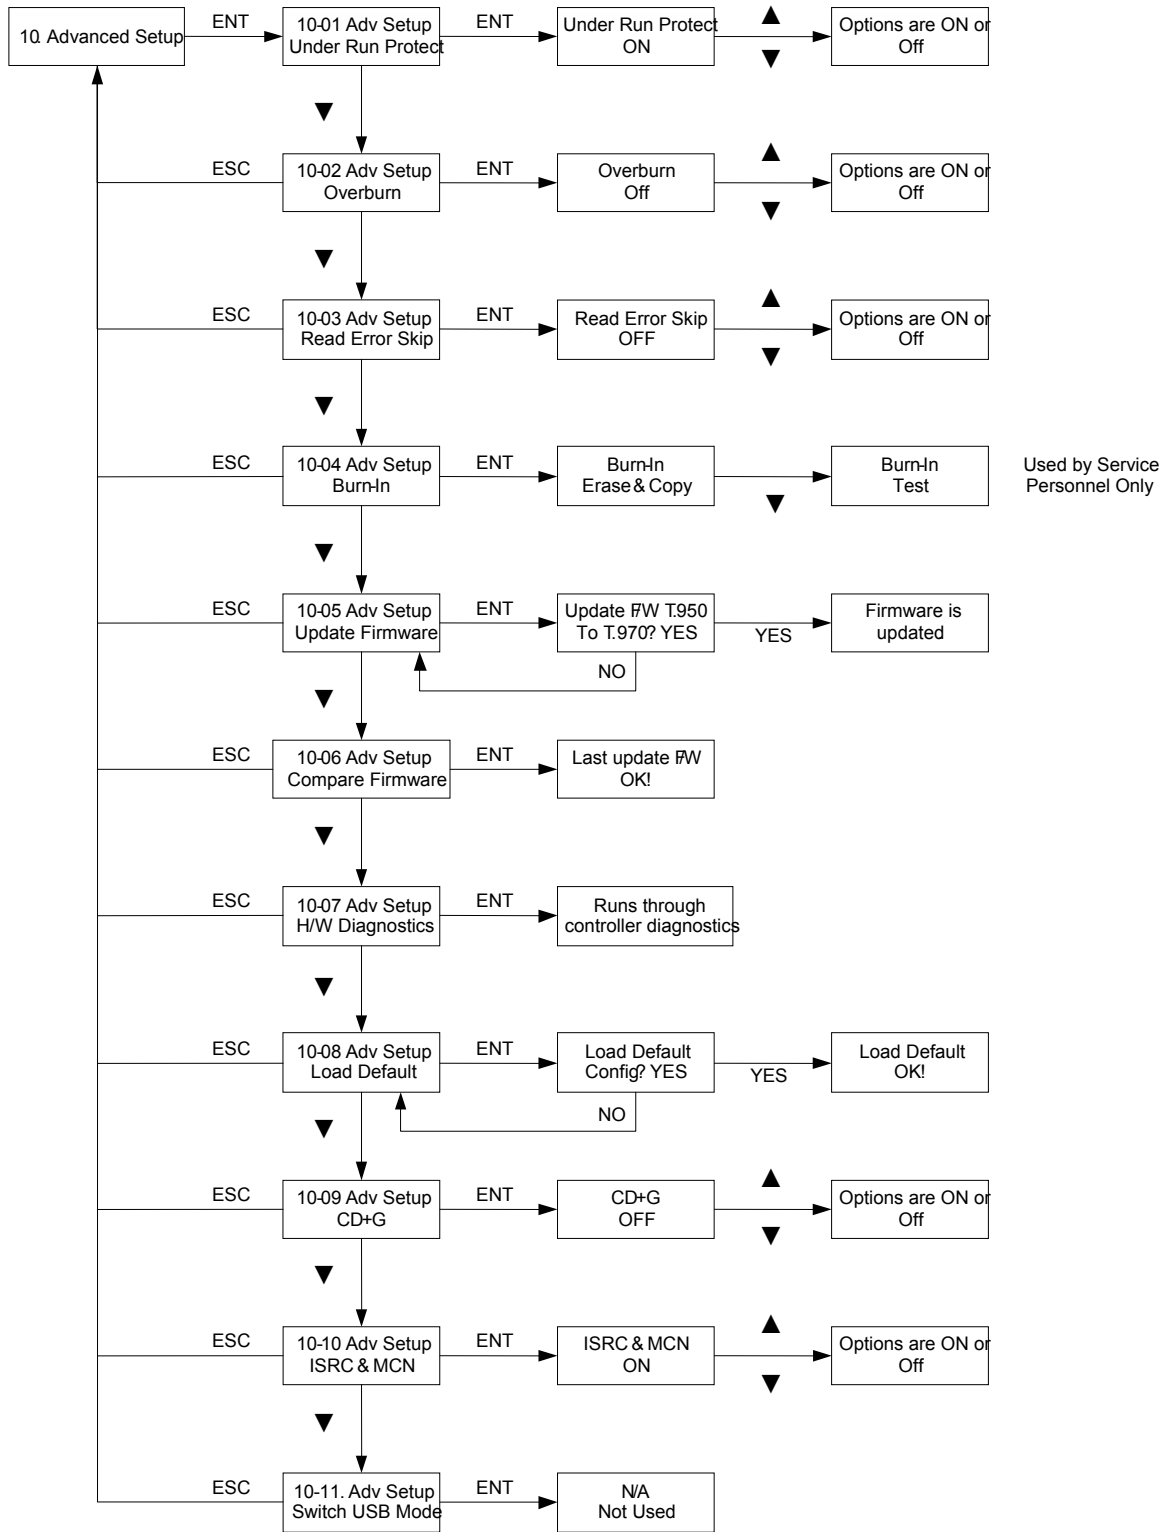 10. Advanced Setup
ENT
10-01 Adv Setup
Under Run Protect
ENT
Under Run Protect
ON
▲
▼
Options are ON or
Off
▼
ESC
10-02 Adv Setup
Overburn
ENT
Overburn
Off
▲
▼
Options are ON or
Off
▼
ESC
10-03 Adv Setup
Read Error Skip
ENT
Read Error Skip
OFF
▲
▼
Options are ON or
Off
▼
ESC
10-04 Adv Setup
Burn-In
ENT
Burn-In
Erase & Copy
▼
Burn-In
Test
Used by Service
Personnel Only
▼
ESC
10-05 Adv Setup
Update Firmware
ENT
Update F/W T.950
To T.970? YES
YES
NO
Firmware is
updated
▼
ESC
10-06 Adv Setup
Compare Firmware
ENT
Last update F/W
OK!
▼
ESC
10-07 Adv Setup
H/W Diagnostics
ENT
Runs through
controller diagnostics
▼
ESC
10-08 Adv Setup
Load Default
ENT
Load Default
Config? YES
YES
NO
Load Default
OK!
▼
ESC
10-09 Adv Setup
CD+G
ENT
CD+G
OFF
▲
▼
Options are ON or
Off
▼
ESC
10-10 Adv Setup
ISRC & MCN
ENT
ISRC & MCN
ON
▲
▼
Options are ON or
Off
▼
ESC
10-11. Adv Setup
Switch USB Mode
ENT
N/A
Not Used